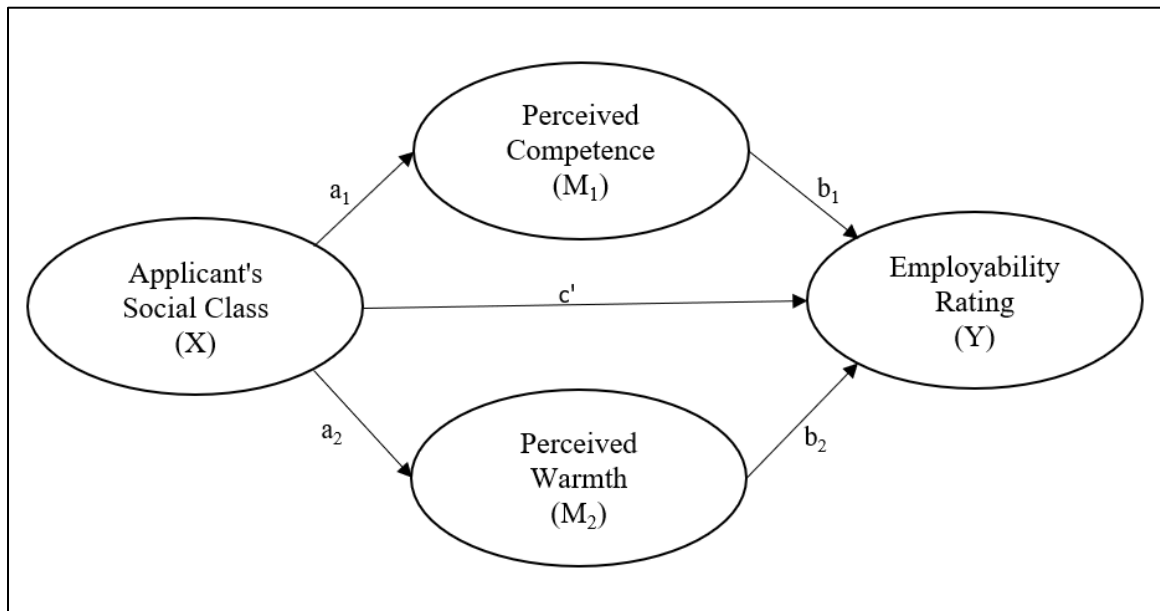 Perceived
Competence
(M₁)
a₁
b₁
Applicant's
Social Class
(X)
c'
Employability
Rating
(Y)
a₂
b₂
Perceived
Warmth
(M₂)